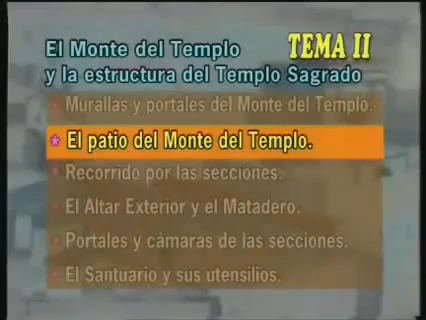 El Monte del Templo TEMA II
y la estructura del Templo Sagrado
Murallas y portales del Monte del Templo.
* El patio del Monte del Templo.
* Recorrido por las secciones.
* El Altar Exterior y el Matadero.
* Portales y cámaras de las secciones.
* El Santuario y sus utensilios.